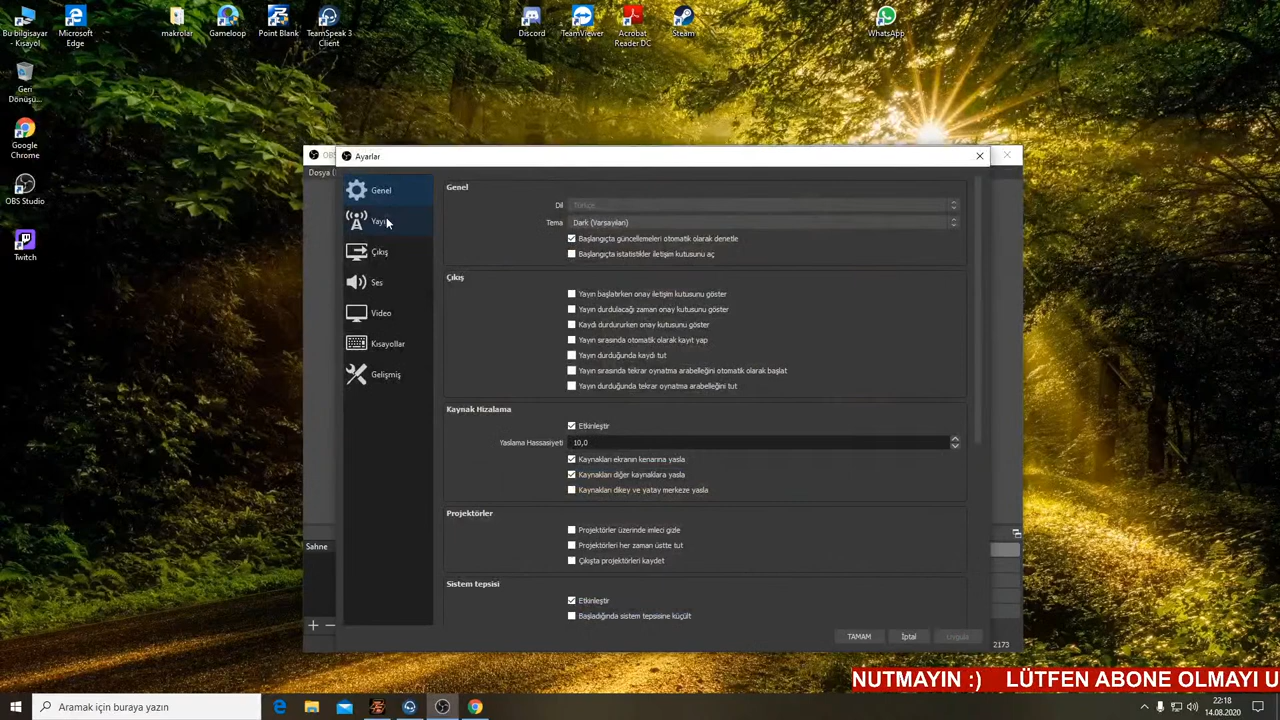 Bu bilgisayar
- Kısayol
Microsoft
Edge
makrolar
Gameloop
Point Blank
TeamSpeak 3
Client
Discord
TeamViewer
Acrobat
Reader DC
Steam
WhatsApp
Geri
Dönüşü...
Google
Chrome
OBS Studio
Twitch
OBS
Dosya (
Ayarlar
Genel
Yayın
Çıkış
Ses
Video
Kısayollar
Gelişmiş
Genel
Dil
Türkçe
Tema
Dark (Varsayılan)
Başlangıçta güncellemeleri otomatik olarak denetle
Başlangıçta istatistikler iletişim kutusunu aç
Çıkış
Yayın başlatırken onay iletişim kutusunu göster
Yayın durdulacağı zaman onay kutusunu göster
Kaydı durdururken onay kutusunu göster
Yayın sırasında otomatik olarak kayıt yap
Yayın durduğunda kaydı tut
Yayın sırasında tekrar oynatma arabelleğini otomatik olarak başlat
Yayın durduğunda tekrar oynatma arabelleğini tut
Kaynak Hizalama
Etkinleştir
Yaslama Hassasiyeti
10,0
Kaynakları ekranın kenarına yasla
Kaynakları diğer kaynaklara yasla
Kaynakları dikey ve yatay merkeze yasla
Projektörler
Projektörler üzerinde imleci gizle
Projektörleri her zaman üstte tut
Çıkışta projektörleri kaydet
Sistem tepsisi
Etkinleştir
Başladığında sistem tepsisine küçült
TAMAM
İptal
Uygula
Sahne
2173
NUTMAYIN :) LÜTFEN ABONE OLMAYI U
Aramak için buraya yazın
22:18
14.08.2020